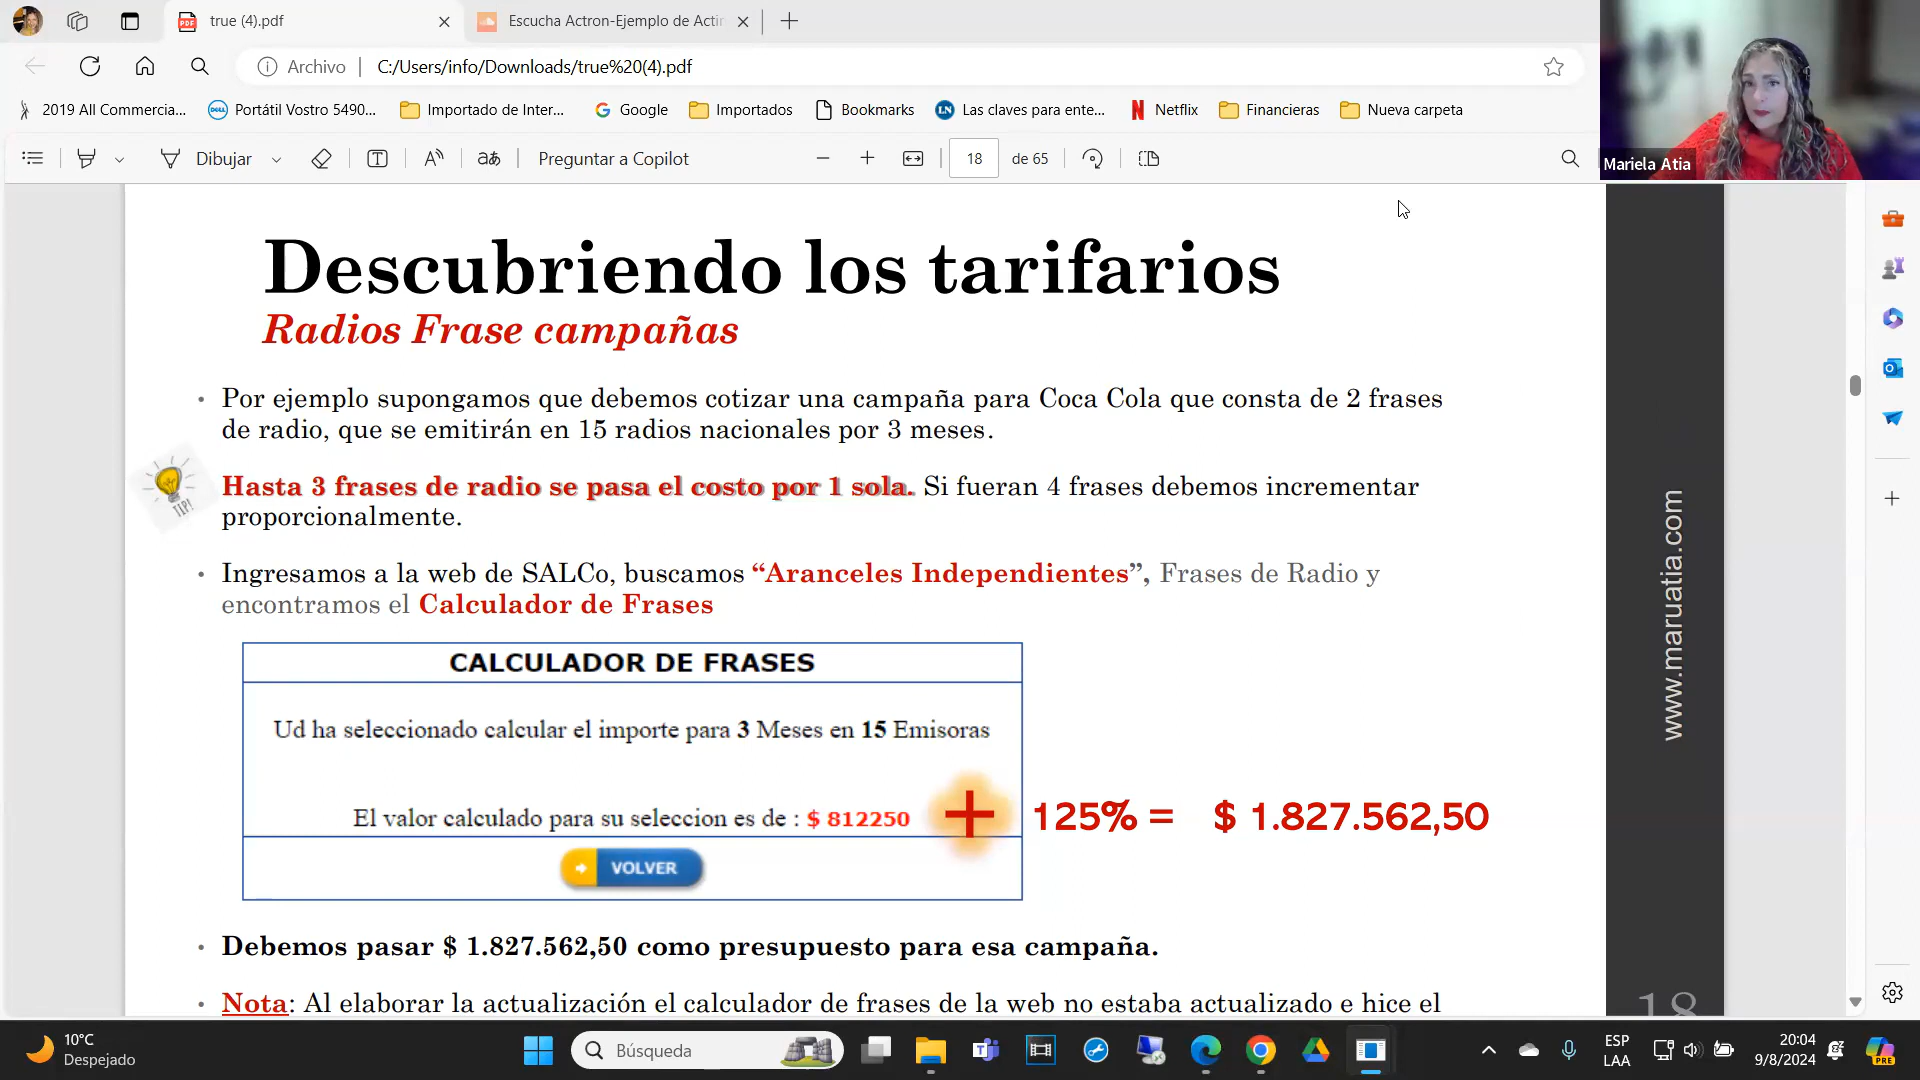 true (4).pdf
Escucha Actron-Ejemplo de Actin
Archivo
C:/Users/info/Downloads/true%20(4).pdf
2019 All Commercia...
Portátil Vostro 5490...
Importado de Inter...
Google
Importados
Bookmarks
Las claves para ente...
Netflix
Financieras
Nueva carpeta
Mariela Atia
Dibujar
Preguntar a Copilot
18
de 65
Descubriendo los tarifarios
Radios Frase campañas
• Por ejemplo supongamos que debemos cotizar una campaña para Coca Cola que consta de 2 frases
de radio, que se emitirán en 15 radios nacionales por 3 meses.
TIP!
Hasta 3 frases de radio se pasa el costo por 1 sola. Si fueran 4 frases debemos incrementar
proporcionalmente.
• Ingresamos a la web de SALCo, buscamos “Aranceles Independientes”, Frases de Radio y
encontramos el Calculador de Frases
CALCULADOR DE FRASES
Ud ha seleccionado calcular el importe para 3 Meses en 15 Emisoras
El valor calculado para su seleccion es de : $ 812250
+ 125% = $ 1.827.562,50
VOLVER
• Debemos pasar $ 1.827.562,50 como presupuesto para esa campaña.
• Nota: Al elaborar la actualización el calculador de frases de la web no estaba actualizado e hice el
www.maruatia.com
18
10°C
Despejado
Búsqueda
ESP
LAA
20:04
9/8/2024
PRE